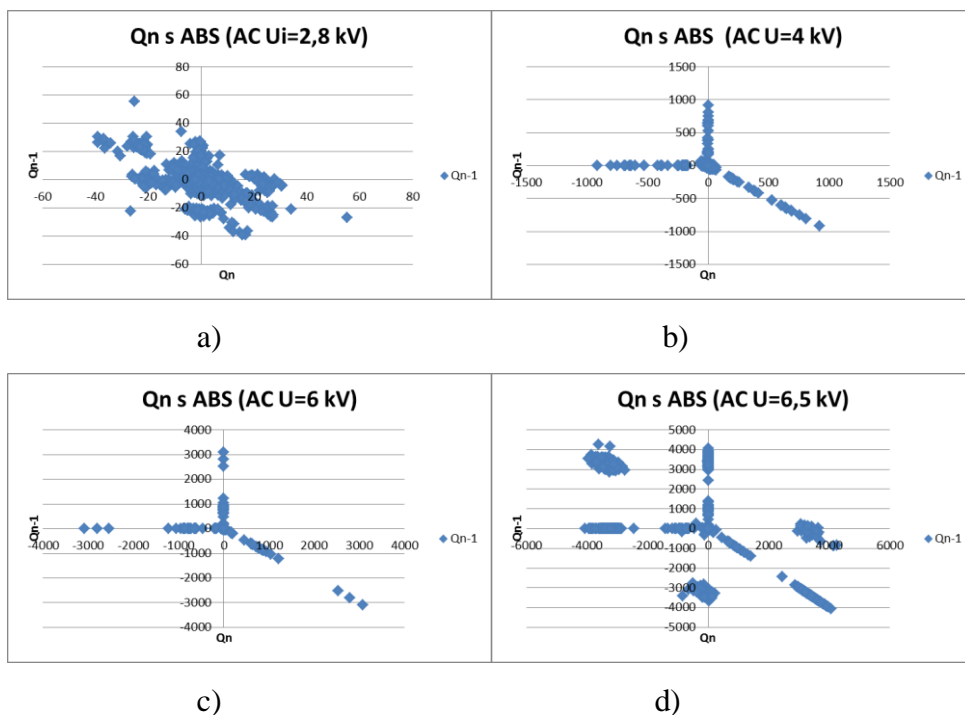 Qn s ABS (AC Ui=2,8 kV)
80
60
40
20
0
-20
-40
-60
-60 -40 -20 0 20 40 60 80
Qn-1
Qn
Qn-1
a)
Qn s ABS (AC U=4 kV)
1500
1000
500
0
-500
-1000
-1500
-1500 -1000 -500 0 500 1000 1500
Qn-1
Qn
Qn-1
b)
Qn s ABS (AC U=6 kV)
4000
3000
2000
1000
0
-1000
-2000
-3000
-4000
-4000 -3000 -2000 -1000 0 1000 2000 3000 4000
Qn-1
Qn
Qn-1
c)
Qn s ABS (AC U=6,5 kV)
5000
4000
3000
2000
1000
0
-1000
-2000
-3000
-4000
-5000
-6000 -4000 -2000 0 2000 4000 6000
Qn-1
Qn
Qn-1
d)